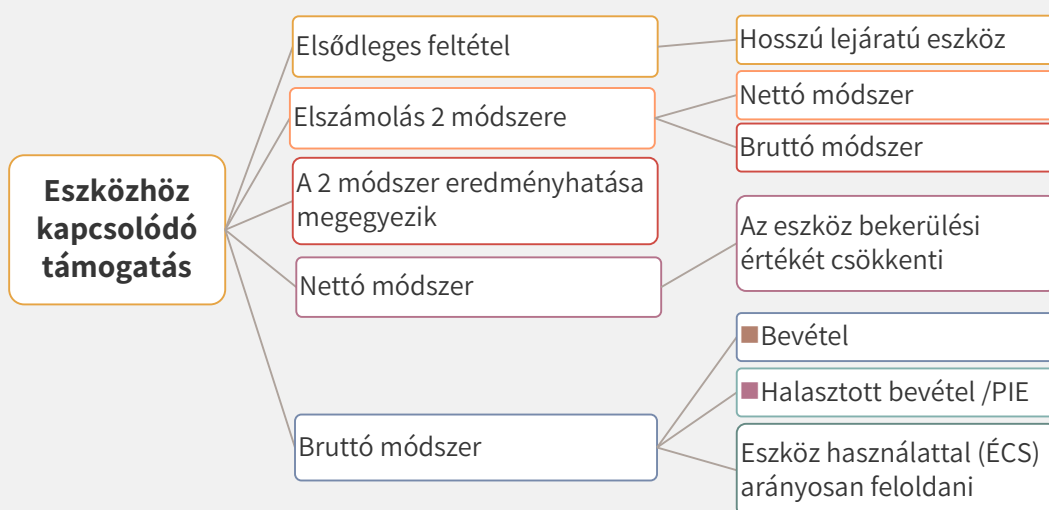 Eszközhöz
kapcsolódó
támogatás
Elsődleges feltétel
Hosszú lejáratú eszköz
Elszámolás 2 módszere
Nettó módszer
Bruttó módszer
A 2 módszer eredményhatása
megegyezik
Nettó módszer
Az eszköz bekerülési
értékét csökkenti
Bruttó módszer
Bevétel
Halasztott bevétel /PIE
Eszköz használattal (ÉCS)
arányosan feloldani